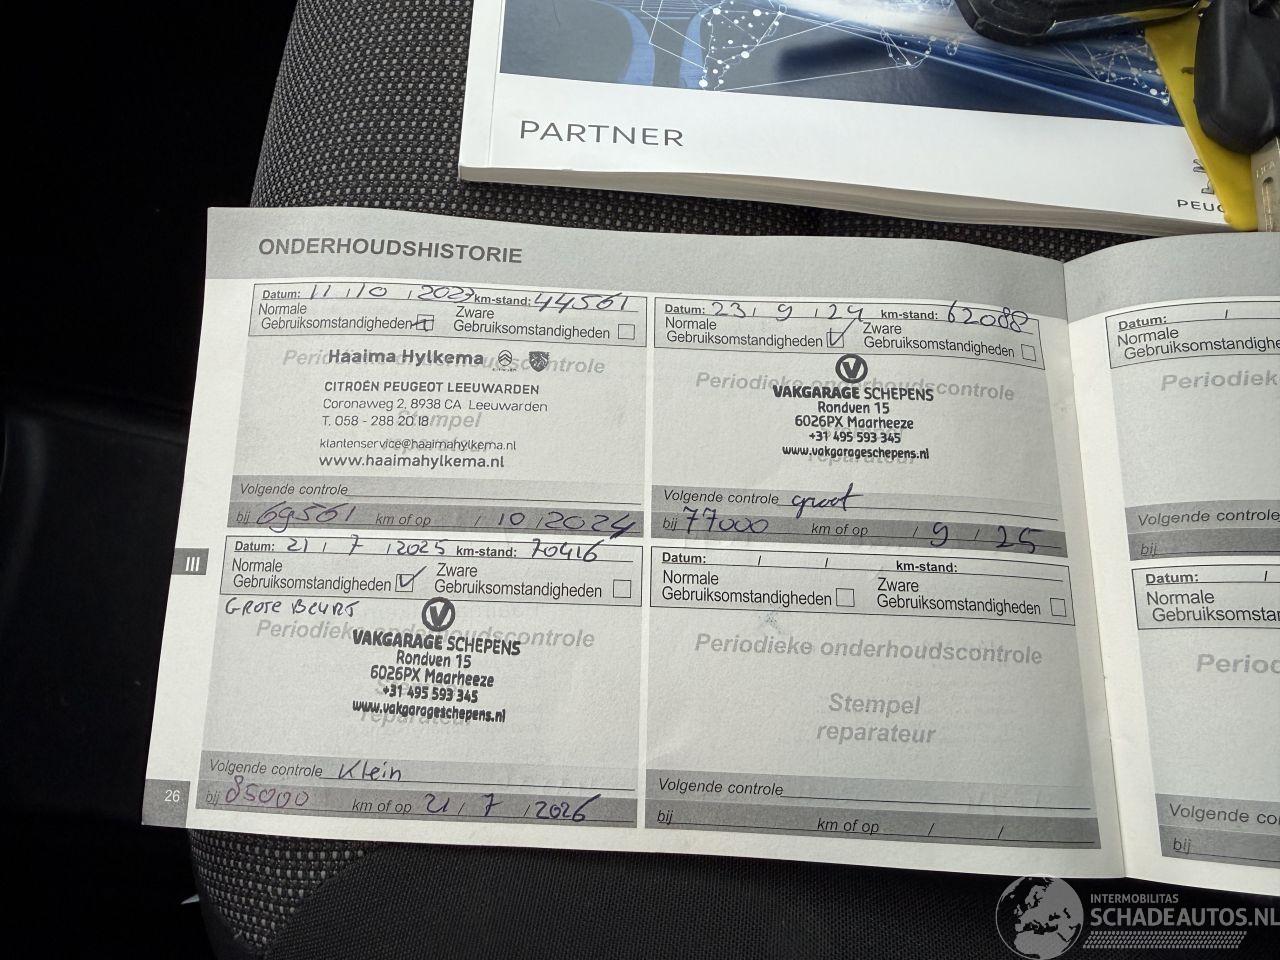 PARTNER
PEUG
ONDERHOUDSHISTORIE
Datum: 11 / 10 / 2023 km-stand: 44561
Normale Gebruiksomstandigheden
Zware Gebruiksomstandigheden
Periodieke onderhoudscontrole
Haaima Hylkema
CITROËN PEUGEOT LEEUWARDEN
Coronaweg 2, 8938 CA Leeuwarden
Stempel
T. 058 - 288 20 18
klantenservice@haaimahylkema.nl
www.haaimahylkema.nl
Volgende controle
bij 69561 km of op / 10 / 2024
Datum: 23 / 9 / 24 km-stand: 62088
Normale Gebruiksomstandigheden
Zware Gebruiksomstandigheden
Periodieke onderhoudscontrole
VAKGARAGE SCHEPENS
Rondven 15
6026PX Maarheeze
+31 495 593 345
www.vakgarageschepens.nl
Volgende controle groot
bij 77000 km of op / 9 / 25
III
Datum: 21 / 7 / 2025 km-stand: 70416
Normale Gebruiksomstandigheden
Zware Gebruiksomstandigheden
GROTE BEURT
Periodieke onderhoudscontrole
VAKGARAGE SCHEPENS
Rondven 15
6026PX Maarheeze
+31 495 593 345
www.vakgarageschepens.nl
Volgende controle Klein
bij 85000 km of op 21 / 7 / 2026
26
Datum: / / km-stand:
Normale Gebruiksomstandigheden
Zware Gebruiksomstandigheden
Periodieke onderhoudscontrole
Stempel
reparateur
Volgende controle
bij km of op / /
Datum: /
Normale
Gebruiksomstandighe
Periodiek
Volgende controle
bij
Datum: /
Normale
Gebruiksomstan
Period
Volgende co
bij
INTERMOBILITAS
SCHADEAUTOS.NL